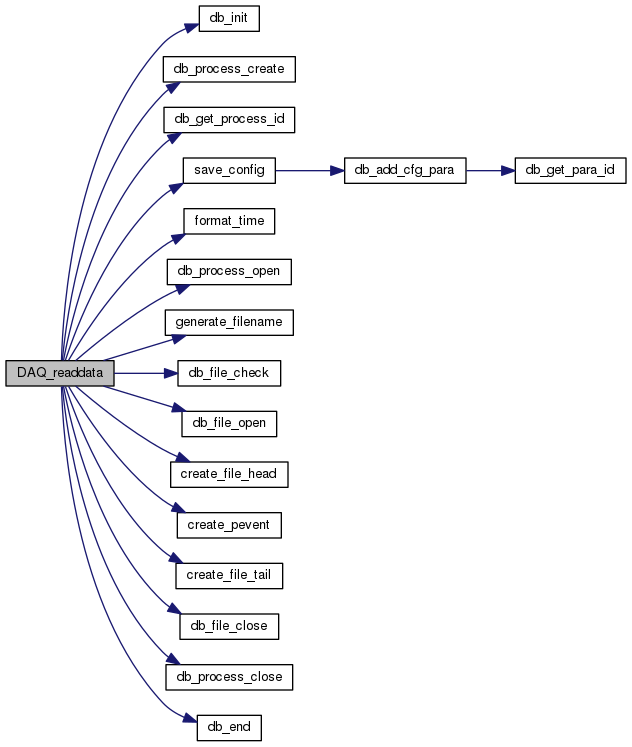 db_init
db_process_create
db_get_process_id
save_config
db_add_cfg_para
db_get_para_id
format_time
db_process_open
generate_filename
DAQ_readdata
db_file_check
db_file_open
create_file_head
create_pevent
create_file_tail
db_file_close
db_process_close
db_end